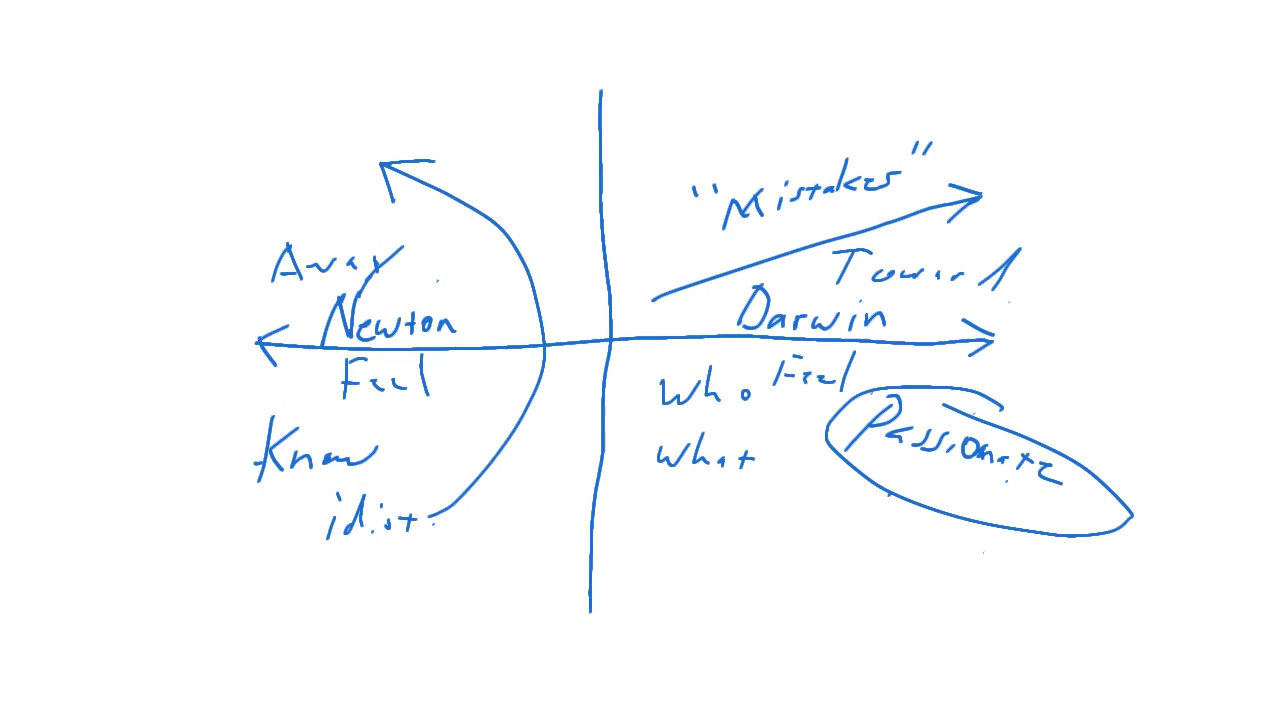 "Mistakes"
Away
Toward
Newton
Darwin
Feel
Who Feel
Know
What
Passionate
idiot